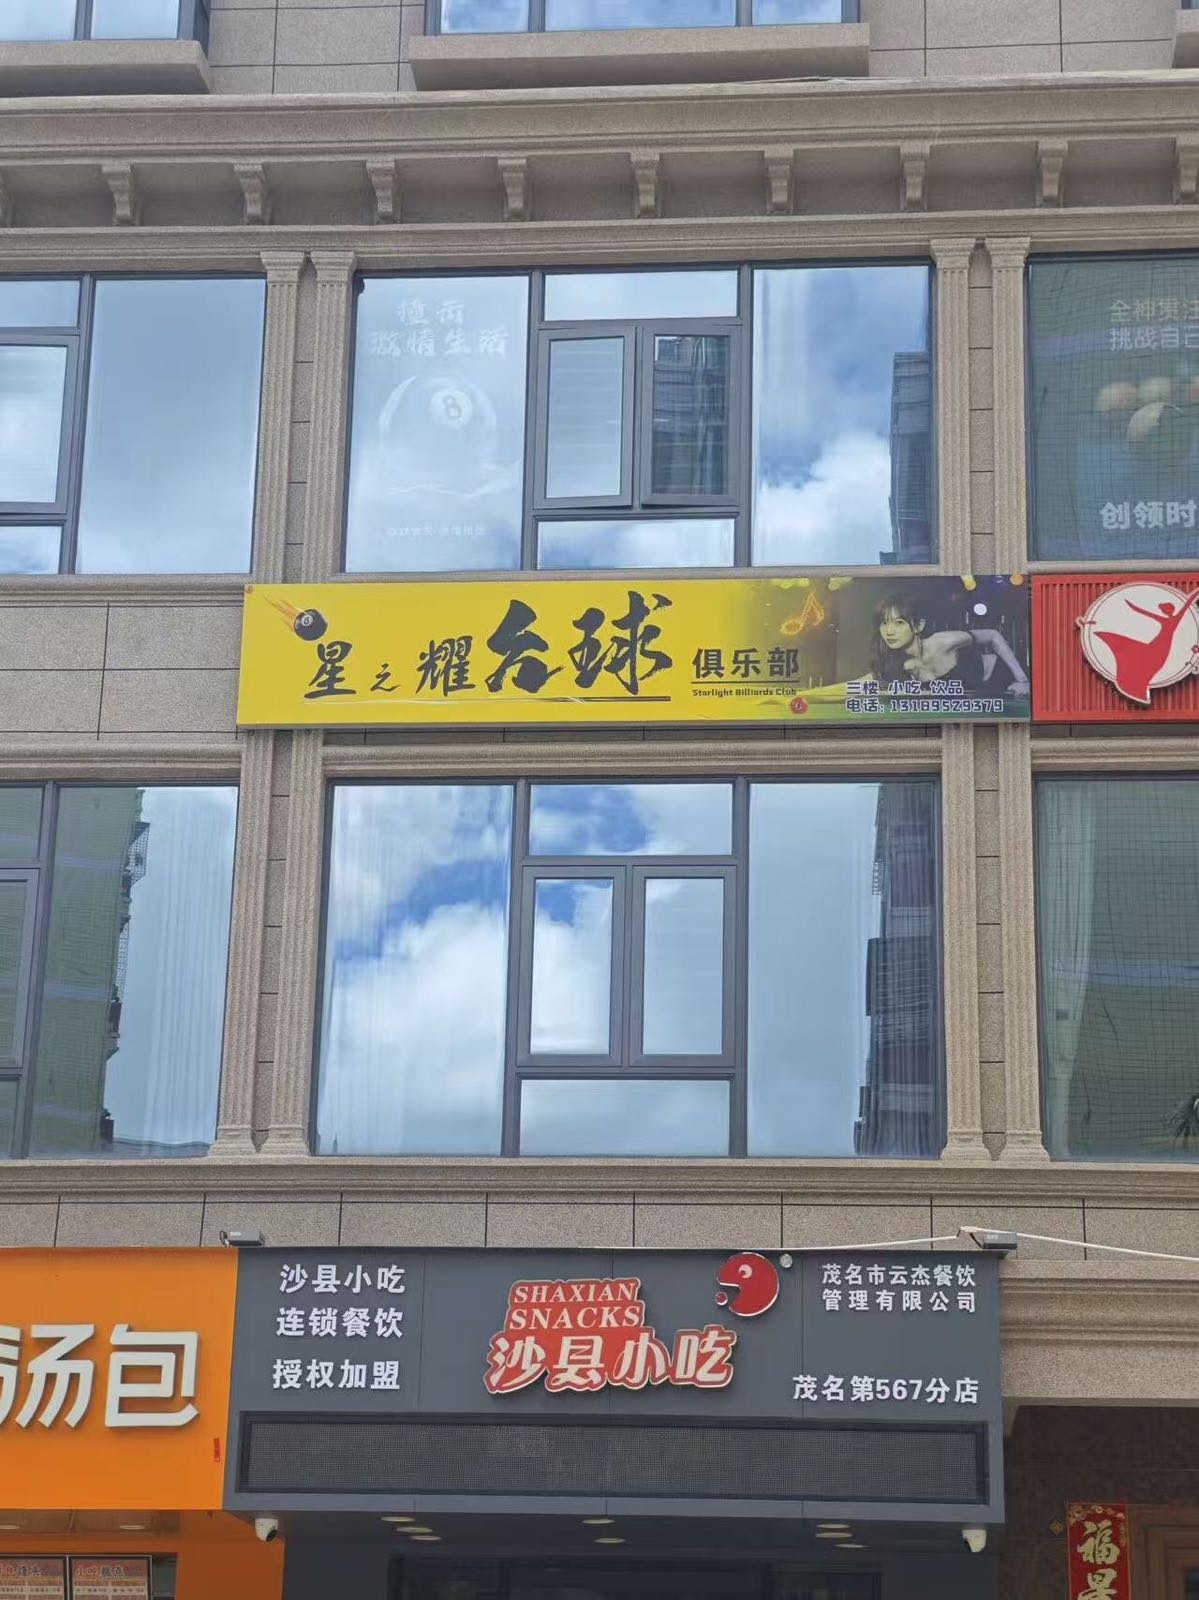 撞击
激情生活
8
全神贯注
挑战自己
创领时
8
星之耀台球俱乐部
Starlight Billiards Club
三楼 小吃 饮品
电话:13189529379
沙县小吃
连锁餐饮
授权加盟
SHAXIAN
SNACKS
沙县小吃
茂名市云杰餐饮
管理有限公司
茂名第567分店
汤包
福